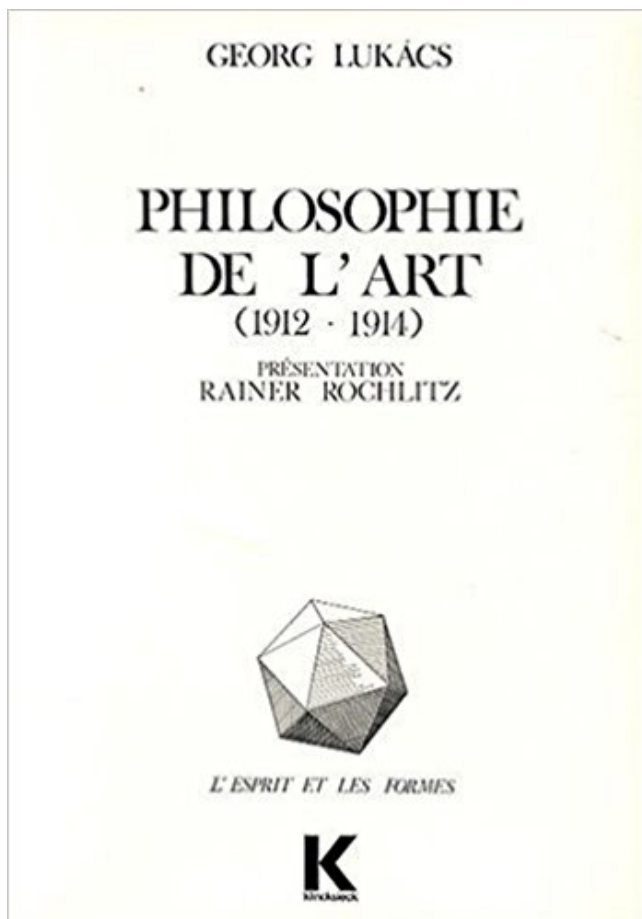 GEORG LUKÁCS
PHILOSOPHIE
DE L'ART
(1912 - 1914)
PRÉSENTATION
RAINER ROCHLITZ
L'ESPRIT ET LES FORMES
K
klincksieck